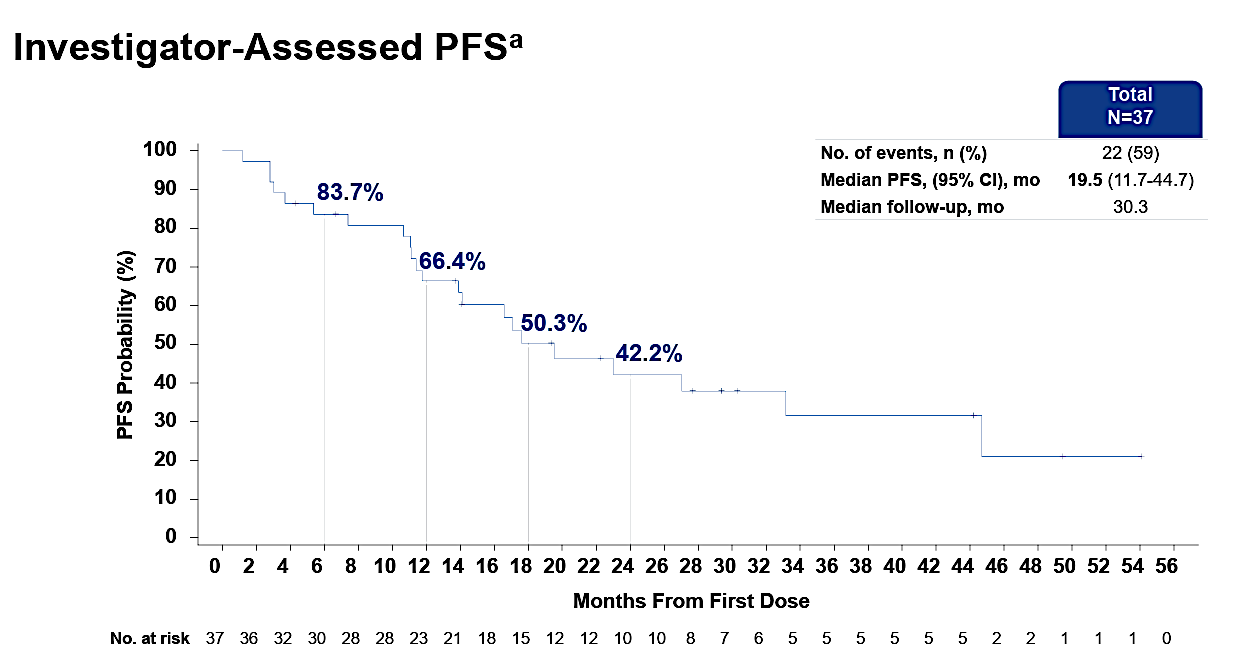 Investigator-Assessed PFSᵃ
Total
N=37
No. of events, n (%) 22 (59)
Median PFS, (95% CI), mo 19.5 (11.7-44.7)
Median follow-up, mo 30.3
PFS Probability (%)
100
90
80
70
60
50
40
30
20
10
0
83.7%
66.4%
50.3%
42.2%
0 2 4 6 8 10 12 14 16 18 20 22 24 26 28 30 32 34 36 38 40 42 44 46 48 50 52 54 56
Months From First Dose
No. at risk 37 36 32 30 28 28 23 21 18 15 12 12 10 10 8 7 6 5 5 5 5 5 5 2 2 1 1 1 0